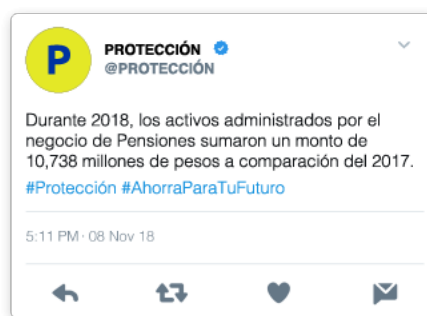 P
PROTECCIÓN
@PROTECCIÓN
Durante 2018, los activos administrados por el
negocio de Pensiones sumaron un monto de
10,738 millones de pesos a comparación del 2017.
#Protección #AhorraParaTuFuturo
5:11 PM · 08 Nov 18